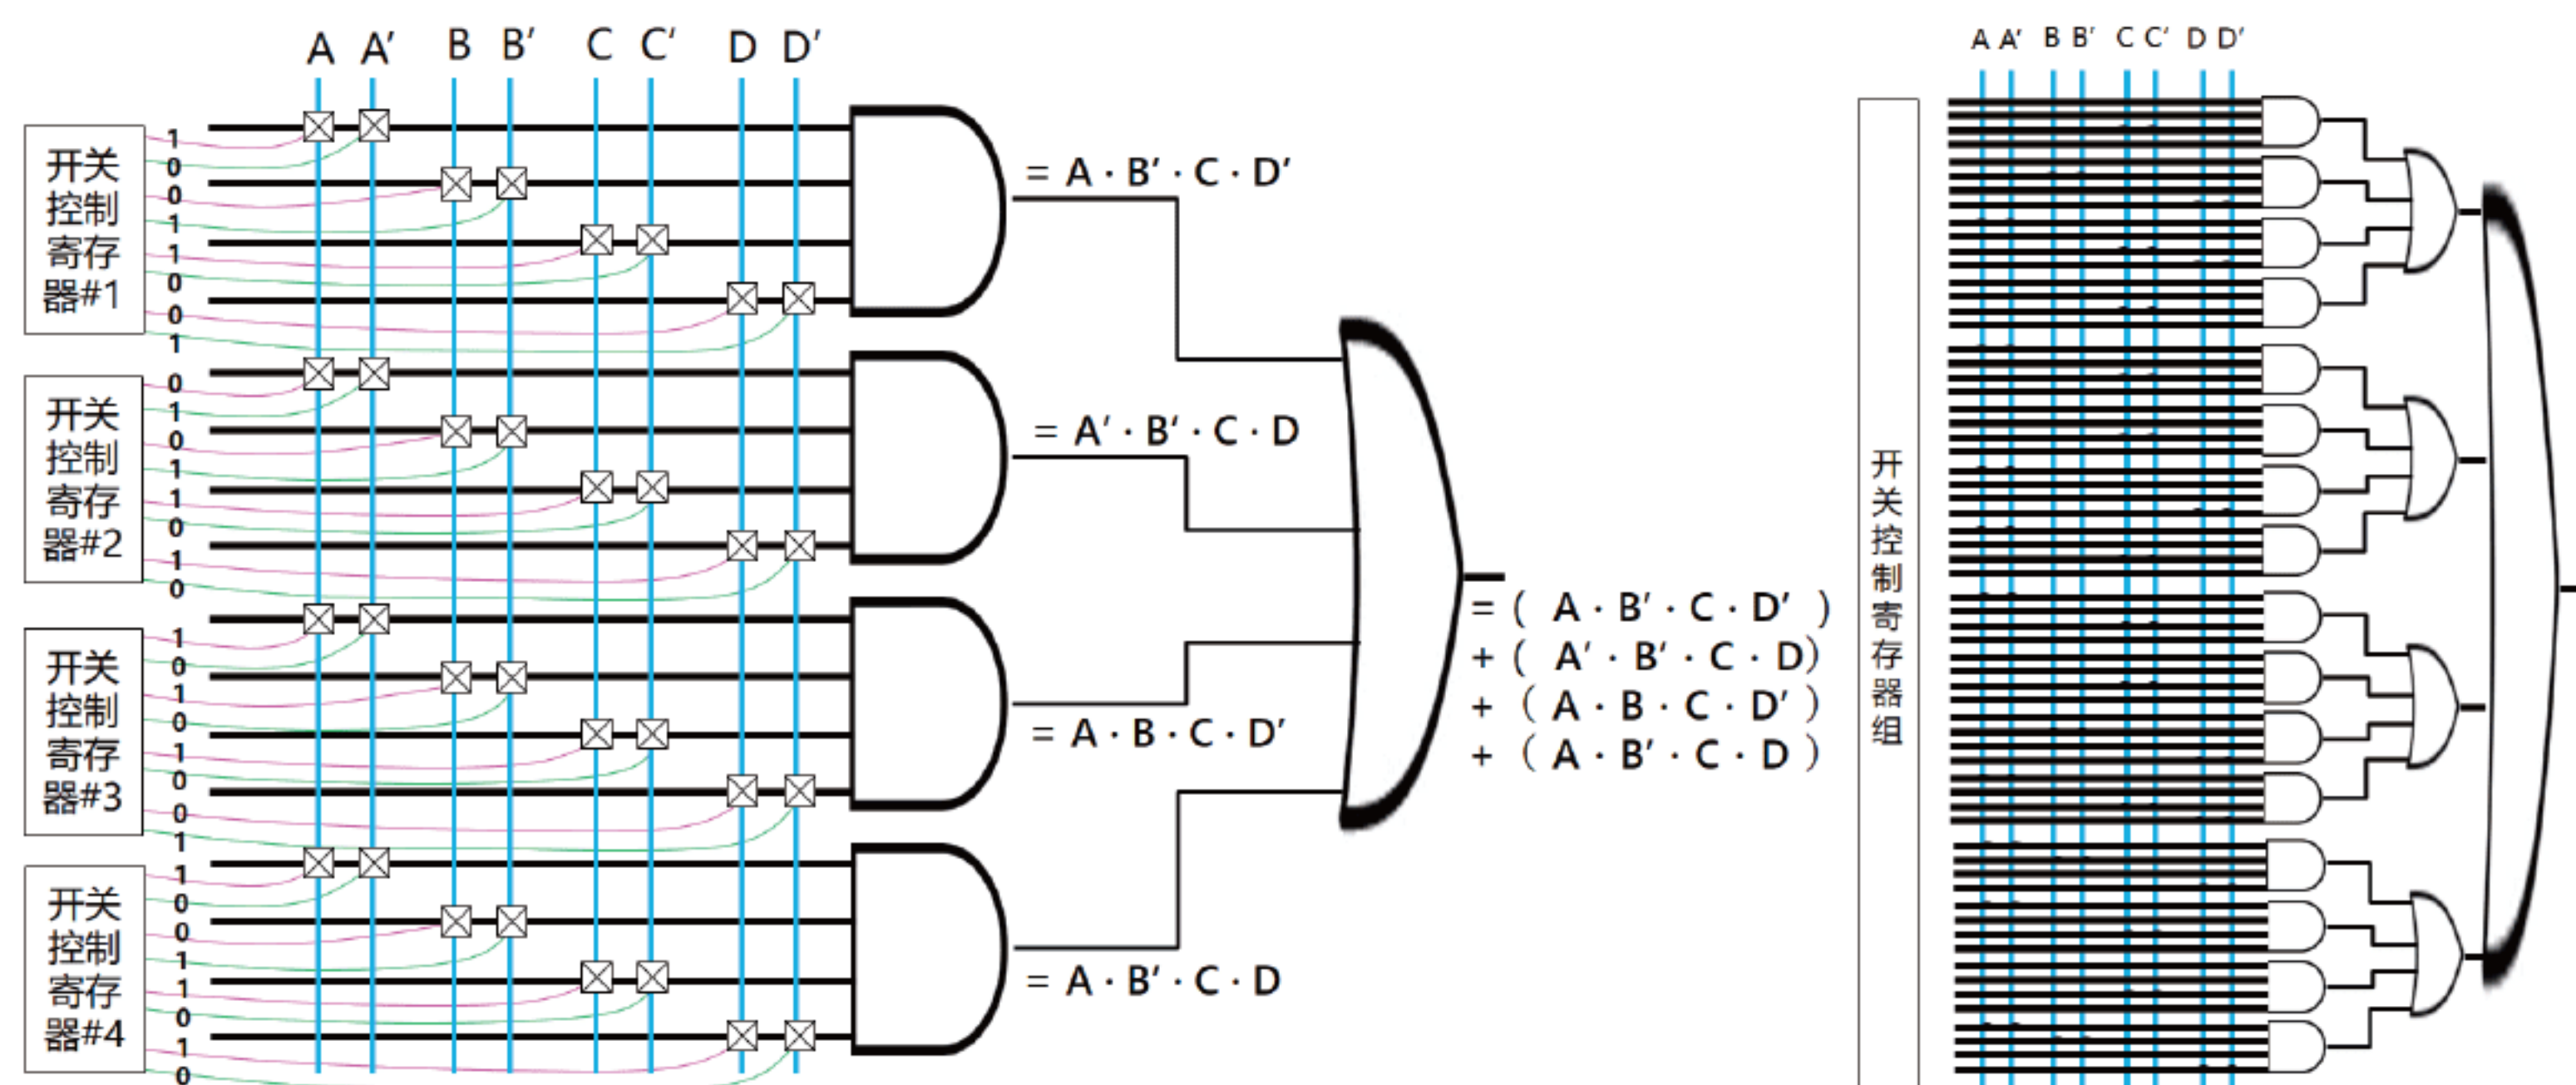 A A′ B B′ C C′ D D′
开关
控制
寄存
器#1
1
0
0
1
1
0
0
1
= A · B′ · C · D′
开关
控制
寄存
器#2
0
1
0
1
1
0
1
0
= A′ · B′ · C · D
开关
控制
寄存
器#3
1
0
1
0
1
0
0
1
= A · B · C · D′
开关
控制
寄存
器#4
1
0
0
1
1
0
1
0
= A · B′ · C · D
= ( A · B′ · C · D′ )
+ ( A′ · B′ · C · D)
+ ( A · B · C · D′ )
+ ( A · B′ · C · D )
A A′ B B′ C C′ D D′
开
关
控
制
寄
存
器
组